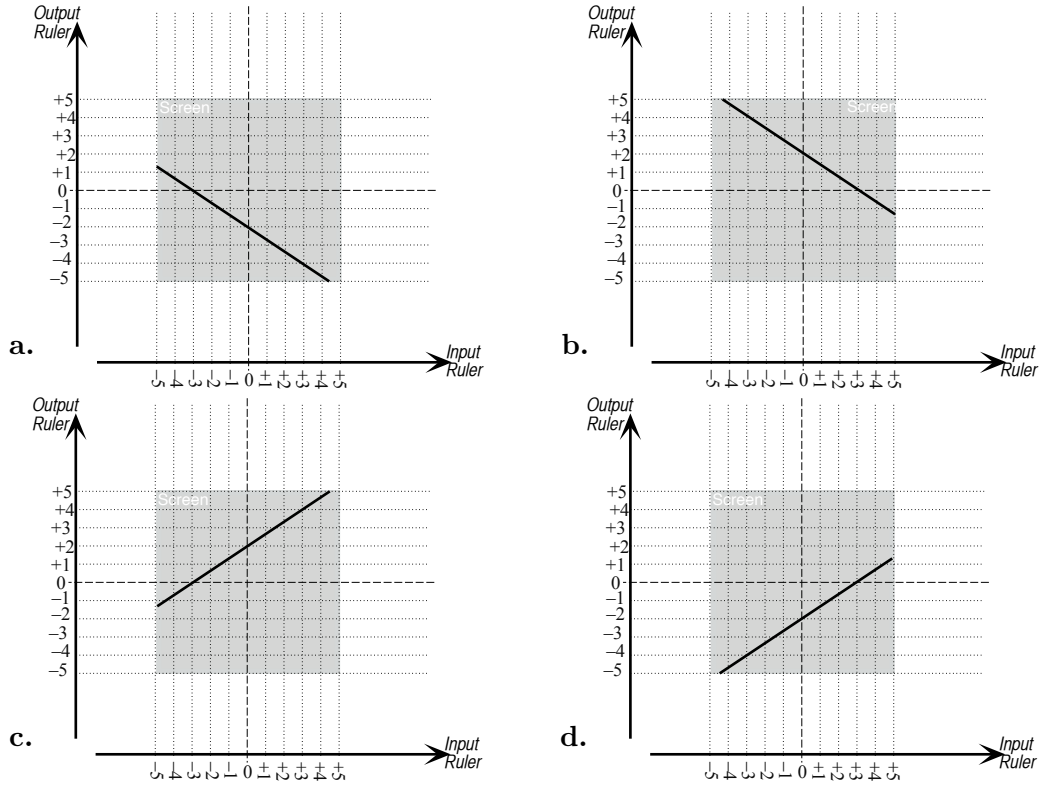 Output
Ruler
Screen
+5
+4
+3
+2
+1
0
–1
–2
–3
–4
–5
a.
Input
Ruler
-5 -4 -3 -2 -1 0 +1 +2 +3 +4 +5
Output
Ruler
Screen
+5
+4
+3
+2
+1
0
–1
–2
–3
–4
–5
b.
Input
Ruler
-5 -4 -3 -2 -1 0 +1 +2 +3 +4 +5
Output
Ruler
Screen
+5
+4
+3
+2
+1
0
–1
–2
–3
–4
–5
c.
Input
Ruler
-5 -4 -3 -2 -1 0 +1 +2 +3 +4 +5
Output
Ruler
Screen
+5
+4
+3
+2
+1
0
–1
–2
–3
–4
–5
d.
Input
Ruler
-5 -4 -3 -2 -1 0 +1 +2 +3 +4 +5